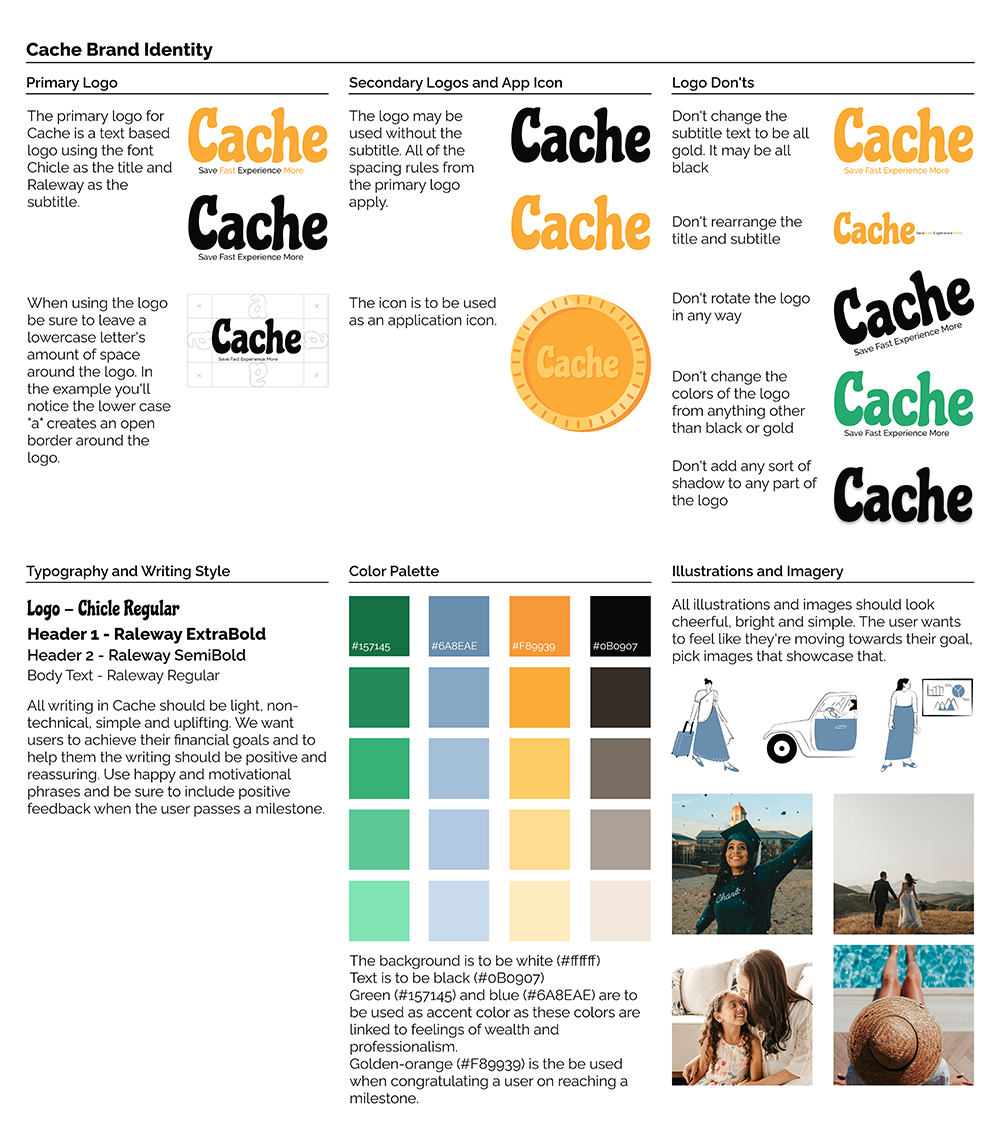 Cache Brand Identity
Primary Logo
The primary logo for
Cache is a text based
logo using the font
Chicle as the title and
Raleway as the
subtitle.
Cache
Save Fast Experience More
Cache
Save Fast Experience More
When using the logo
be sure to leave a
lowercase letter's
amount of space
around the logo. In
the example you'll
notice the lower case
"a" creates an open
border around the
logo.
a
a
Cache
a
Save Fast Experience More
a
Secondary Logos and App Icon
The logo may be
used without the
subtitle. All of the
spacing rules from
the primary logo
apply.
Cache
Cache
The icon is to be used
as an application icon.
Cache
Logo Don'ts
Don't change the
subtitle text to be all
gold. It may be all
black
Cache
Save Fast Experience More
Don't rearrange the
title and subtitle
Cache Save Fast Experience More
Don't rotate the logo
in any way
Cache
Save Fast Experience More
Don't change the
colors of the logo
from anything other
than black or gold
Cache
Save Fast Experience More
Don't add any sort of
shadow to any part of
the logo
Cache
Typography and Writing Style
Logo - Chicle Regular
Header 1 - Raleway ExtraBold
Header 2 - Raleway SemiBold
Body Text - Raleway Regular
All writing in Cache should be light, non-
technical, simple and uplifting. We want
users to achieve their financial goals and to
help them the writing should be positive and
reassuring. Use happy and motivational
phrases and be sure to include positive
feedback when the user passes a milestone.
Color Palette
#157145
#6A8EAE
#F89939
#0B0907
The background is to be white (#ffffff)
Text is to be black (#0B0907)
Green (#157145) and blue (#6A8EAE) are to
be used as accent color as these colors are
linked to feelings of wealth and
professionalism.
Golden-orange (#F89939) is the be used
when congratulating a user on reaching a
milestone.
Illustrations and Imagery
All illustrations and images should look
cheerful, bright and simple. The user wants
to feel like they're moving towards their goal,
pick images that showcase that.